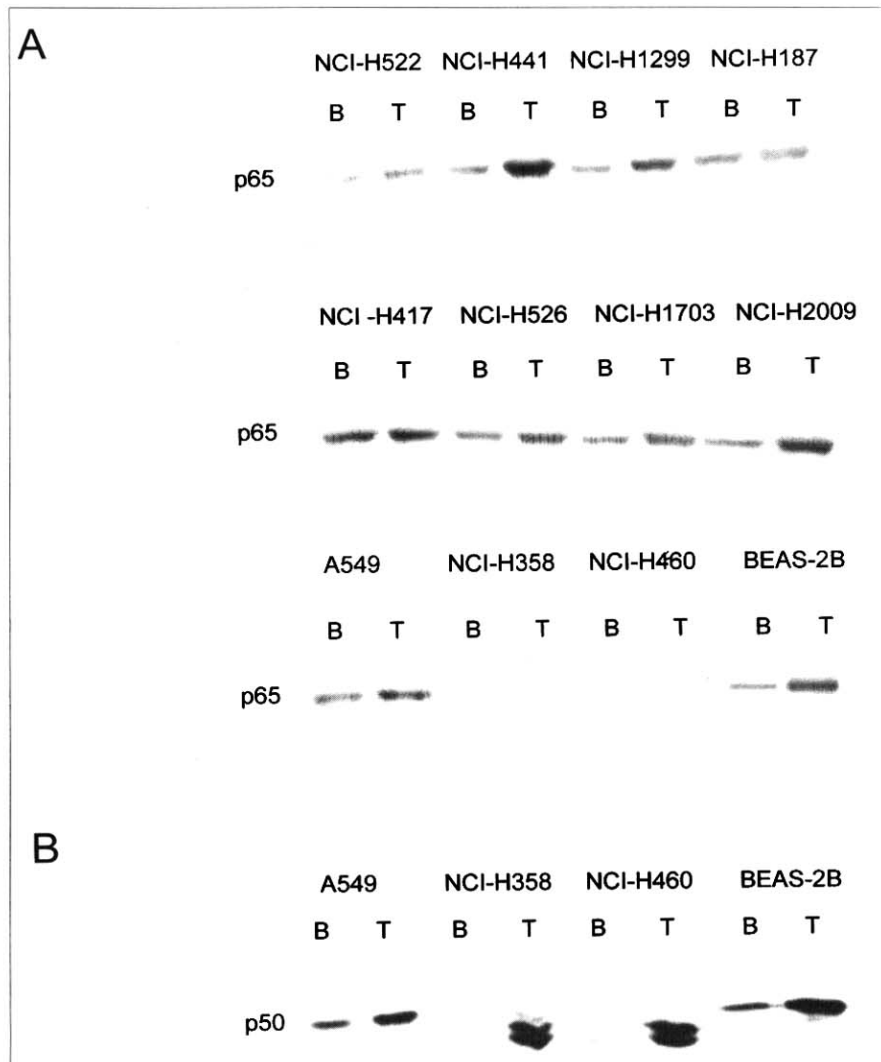 A
NCI-H522 NCI-H441 NCI-H1299 NCI-H187
B T B T B T B T
p65
NCI -H417 NCI-H526 NCI-H1703 NCI-H2009
B T B T B T B T
p65
A549 NCI-H358 NCI-H460 BEAS-2B
B T B T B T B T
p65
B
A549 NCI-H358 NCI-H460 BEAS-2B
B T B T B T B T
p50